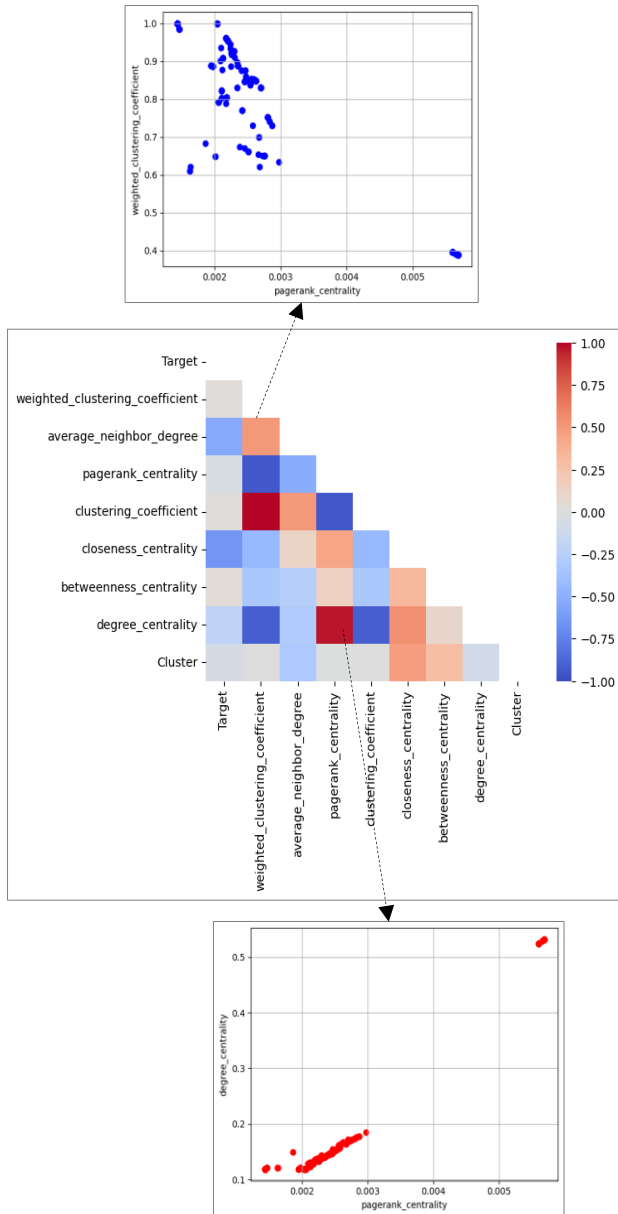 1.0
0.9
0.8
0.7
0.6
0.5
0.4
weighted_clustering_coefficient
0.002
0.003
0.004
0.005
pagerank_centrality
Target
weighted_clustering_coefficient
average_neighbor_degree
pagerank_centrality
clustering_coefficient
closeness_centrality
betweenness_centrality
degree_centrality
Cluster
Target
weighted_clustering_coefficient
average_neighbor_degree
pagerank_centrality
clustering_coefficient
closeness_centrality
betweenness_centrality
degree_centrality
Cluster
1.00
0.75
0.50
0.25
0.00
−0.25
−0.50
−0.75
−1.00
0.5
0.4
0.3
0.2
0.1
degree_centrality
0.002
0.003
0.004
0.005
pagerank_centrality